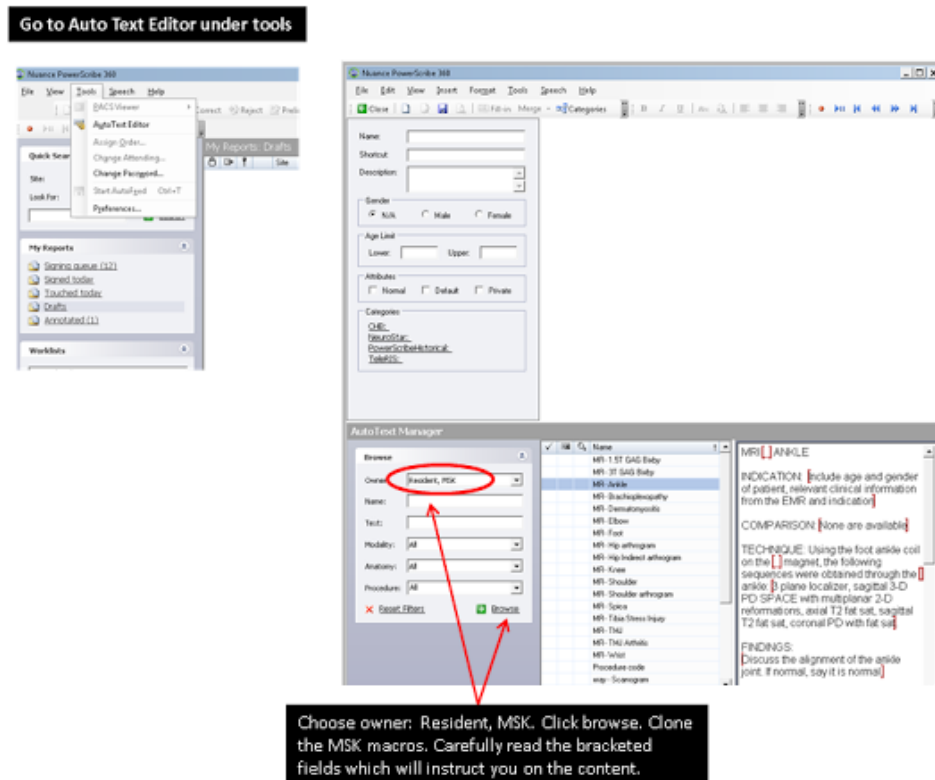 Go to Auto Text Editor under tools
Nuance PowerScribe 360
File View Tools Speech Help
PACS Viewer
Correct Reject
AutoText Editor
Assign Order...
Change Attending...
Change Password...
Start AutoFeed Ctrl+T
Preferences...
My Reports: Drafts
Site
Quick Sear
Site:
Look For:
My Reports
Signing queue (12)
Signed today
Touched today
Drafts
Annotated (1)
Worklists
Nuance PowerScribe 360
File Edit View Insert Format Tools Speech Help
Close Fill-in Merge Categories B I U
Name:
Shortcut:
Description:
Gender
N/A Male Female
Age Limit
Lower: Upper:
Attributes
Normal Default Private
Categories
CHB:
NeuroStar:
PowerScribeHistorical:
TeleRIS:
AutoText Manager
Browse
Owner: Resident, MSK
Name:
Text:
Modality: All
Anatomy: All
Procedure: All
Reset Filters Browse
Name
MR- 1.5T GAG Bixby
MR- 3T GAG Bixby
MR- Ankle
MR- Brachioplexopathy
MR- Dermatomyositis
MR- Elbow
MR- Foot
MR- Hip arthrogram
MR- Hip Indirect arthrogram
MR- Knee
MR- Shoulder
MR- Shoulder arthrogram
MR- Spica
MR- Tibia Stress Injury
MR- TMJ
MR- TMJ Arthritis
MR- Wrist
Procedure code
xray - Scanogram
MRI [ ] ANKLE
INDICATION: [Include age and gender
of patient, relevant clinical information
from the EMR and indication]
COMPARISON: [None are available]
TECHNIQUE: Using the foot ankle coil
on the [ ] magnet, the following
sequences were obtained through the []
ankle: [3 plane localizer, sagittal 3-D
PD SPACE with multiplanar 2-D
reformations, axial T2 fat sat, sagittal
T2 fat sat, coronal PD with fat sat]
FINDINGS:
[Discuss the alignment of the ankle
joint. If normal, say it is normal.]
Choose owner: Resident, MSK. Click browse. Clone
the MSK macros. Carefully read the bracketed
fields which will instruct you on the content.